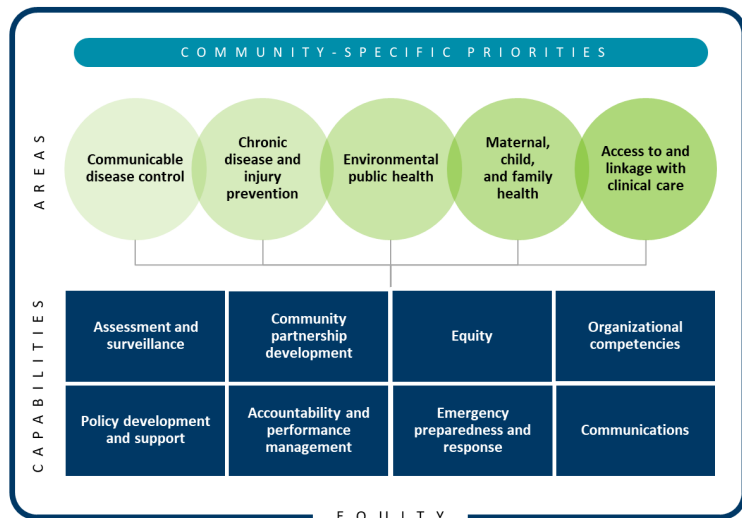 COMMUNITY-SPECIFIC PRIORITIES
AREAS
Communicable
disease control
Chronic
disease and
injury
prevention
Environmental
public health
Maternal,
child,
and family
health
Access to and
linkage with
clinical care
CAPABILITIES
Assessment and
surveillance
Community
partnership
development
Equity
Organizational
competencies
Policy development
and support
Accountability and
performance
management
Emergency
preparedness and
response
Communications
EQUITY